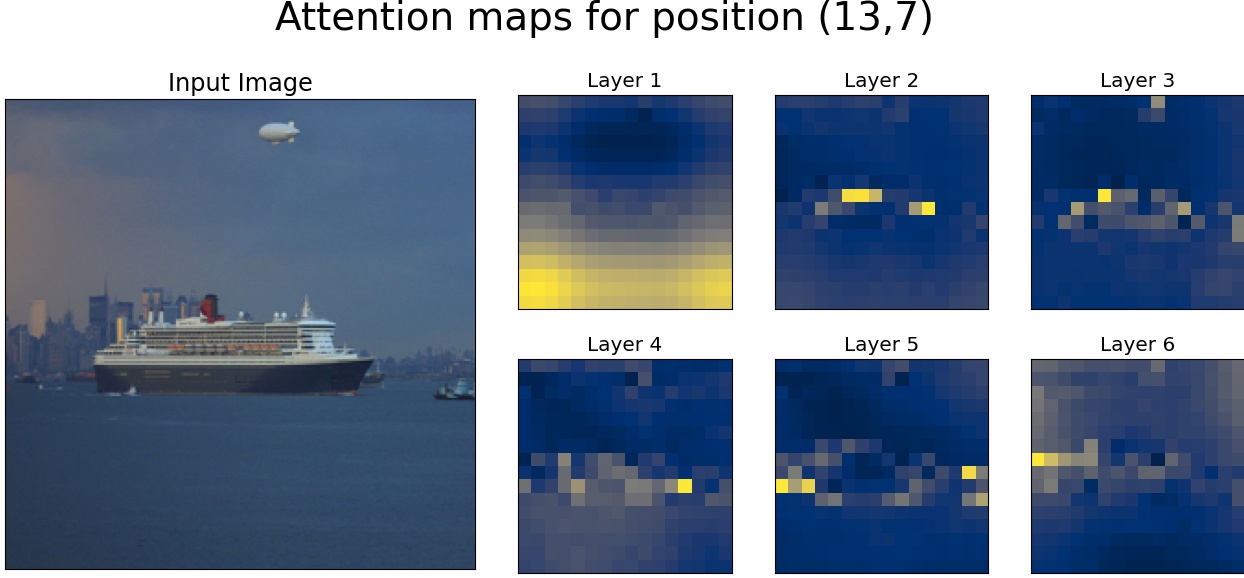 Attention maps for position (13,7)
Input Image
Layer 1
Layer 2
Layer 3
Layer 4
Layer 5
Layer 6